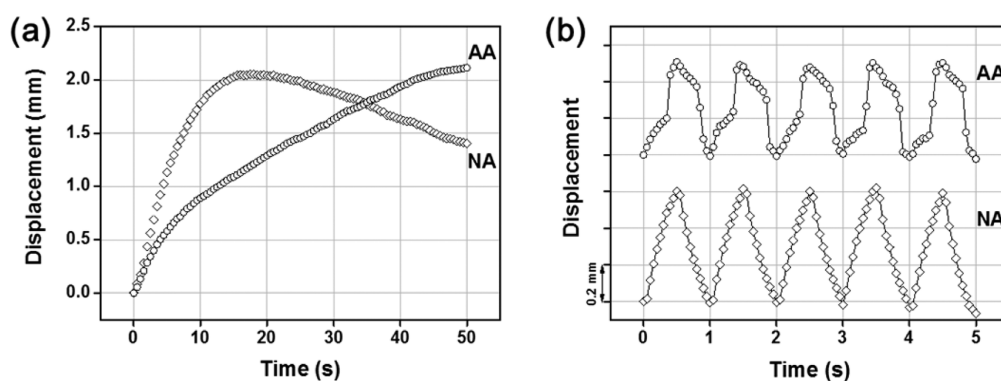 (a)
Displacement (mm)
2.5
2.0
1.5
1.0
0.5
0.0
AA
NA
0 10 20 30 40 50
Time (s)
(b)
Displacement
AA
NA
0.2 mm
0 1 2 3 4 5
Time (s)